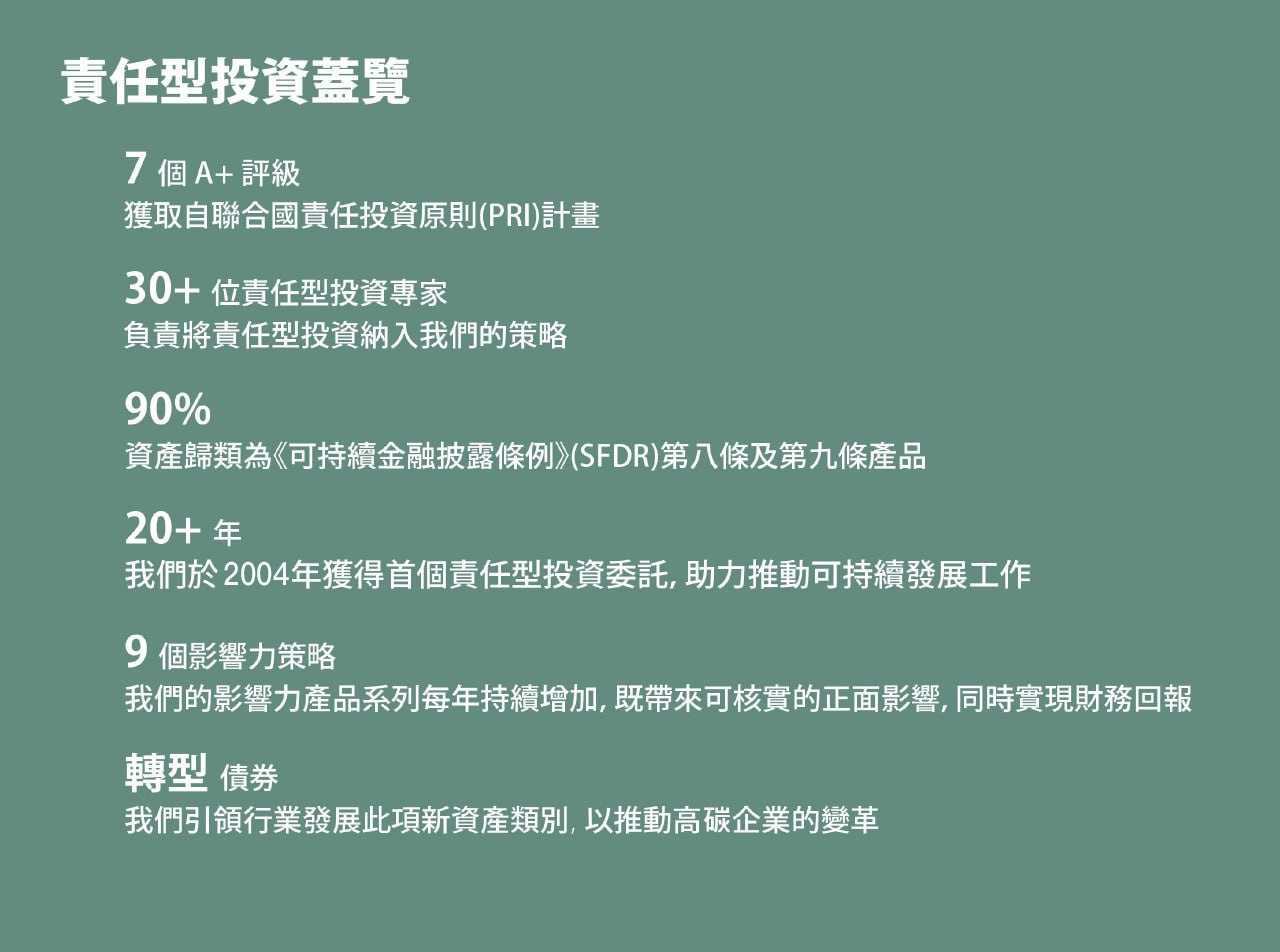 責任型投資蓋覽
7 個 A+ 評級
獲取自聯合國責任投資原則(PRI)計畫
30+ 位責任型投資專家
負責將責任型投資納入我們的策略
90%
資產歸類為《可持續金融披露條例》(SFDR)第八條及第九條產品
20+ 年
我們於 2004年獲得首個責任型投資委託, 助力推動可持續發展工作
9 個影響力策略
我們的影響力產品系列每年持續增加, 既帶來可核實的正面影響, 同時實現財務回報
轉型 債券
我們引領行業發展此項新資產類別, 以推動高碳企業的變革